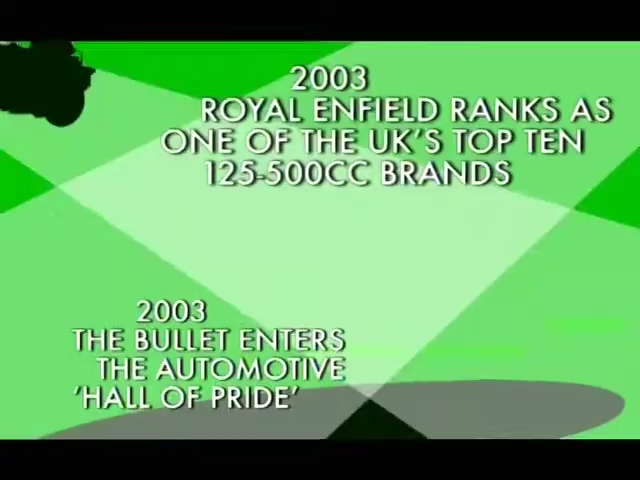 2003
ROYAL ENFIELD RANKS AS
ONE OF THE UK'S TOP TEN
125-500CC BRANDS
2003
THE BULLET ENTERS
THE AUTOMOTIVE
'HALL OF PRIDE'